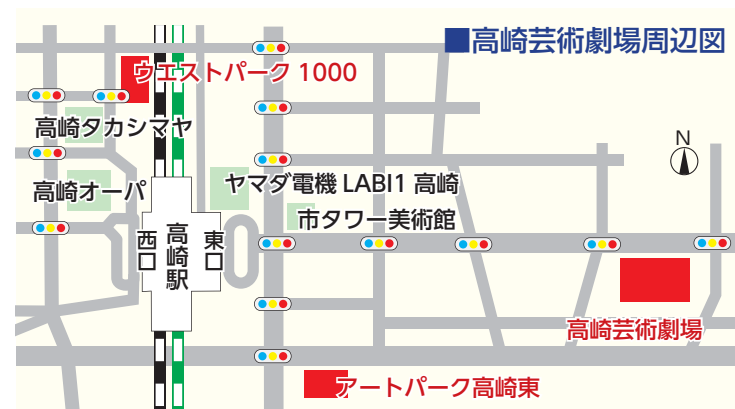 ■高崎芸術劇場周辺図
ウエストパーク 1000
高崎タカシマヤ
N
高崎オーパ
ヤマダ電機 LABI1 高崎
市タワー美術館
西口
高崎駅
東口
高崎芸術劇場
アートパーク高崎東